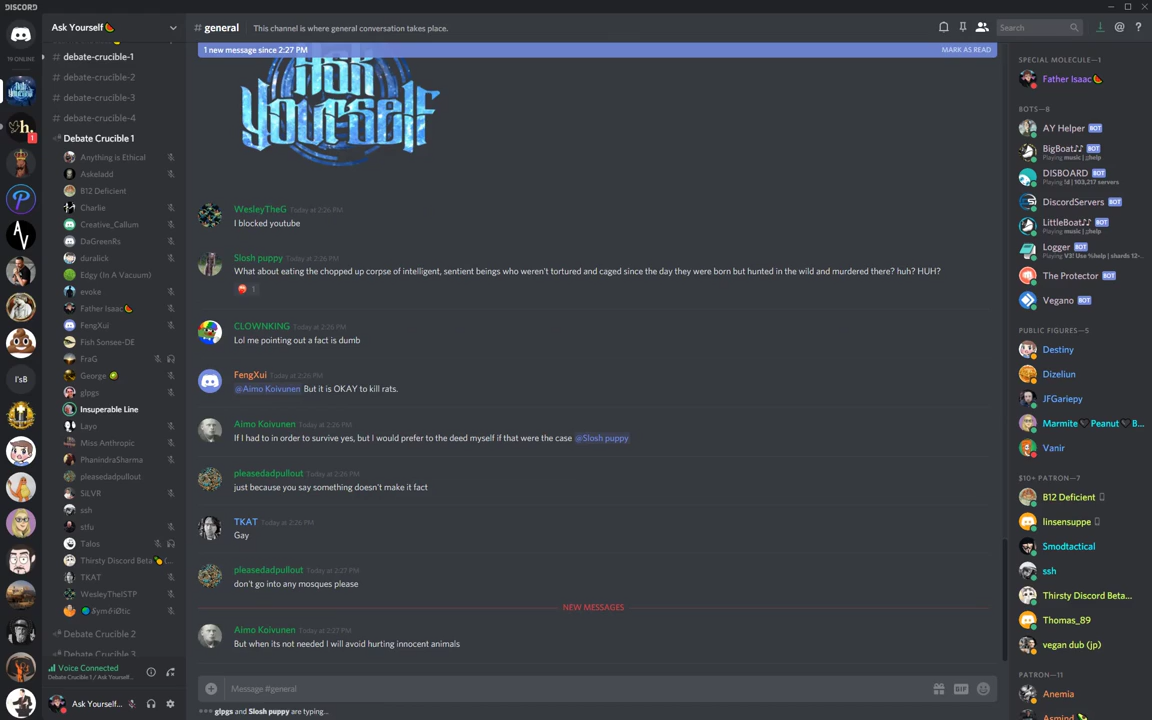 DISCORD
19 ONLINE
Ask Yourself
debate-crucible-1
debate-crucible-2
debate-crucible-3
debate-crucible-4
Debate Crucible 1
Anything is Ethical
Askeladd
B12 Deficient
Charlie
Creative_Callum
DaGreenRs
duralick
Edgy (In A Vacuum)
evoke
Father Isaac
FengXui
Fish Sonsee-DE
FraG
George
glpgs
Insuperable Line
Layo
Miss Anthropic
PhanindraSharma
pleasedadpullout
SiLVR
ssh
stfu
Talos
Thirsty Discord Beta
TKAT
WesleyTheISTP
Debate Crucible 2
Debate Crucible 3
Voice Connected
Debate Crucible 1 / Ask Yourself...
Ask Yourself...
h.
1
P
AV
I'sB
# general
This channel is where general conversation takes place.
Search
1 new message since 2:27 PM
MARK AS READ
ASK
YOURSELF
WesleyTheG Today at 2:26 PM
I blocked youtube
Slosh puppy Today at 2:26 PM
What about eating the chopped up corpse of intelligent, sentient beings who weren't tortured and caged since the day they were born but hunted in the wild and murdered there? huh? HUH?
1
CLOWNKING Today at 2:26 PM
Lol me pointing out a fact is dumb
FengXui Today at 2:26 PM
@Aimo Koivunen But it is OKAY to kill rats.
Aimo Koivunen Today at 2:26 PM
If I had to in order to survive yes, but I would prefer to the deed myself if that were the case @Slosh puppy
pleasedadpullout Today at 2:26 PM
just because you say something doesn't make it fact
TKAT Today at 2:26 PM
Gay
pleasedadpullout Today at 2:27 PM
don't go into any mosques please
NEW MESSAGES
Aimo Koivunen Today at 2:27 PM
But when its not needed I will avoid hurting innocent animals
Message #general
GIF
glpgs and Slosh puppy are typing...
SPECIAL MOLECULE—1
Father Isaac
BOTS—8
AY Helper BOT
BigBoat♪♪ BOT
Playing music | ;;help
DISBOARD BOT
Playing !d | 103,217 servers
DiscordServers BOT
LittleBoat♪♪ BOT
Playing music | ;;help
Logger BOT
Playing V3! Use %help | shards 12-...
The Protector BOT
Vegano BOT
PUBLIC FIGURES—5
Destiny
Dizeliun
JFGariepy
Marmite🖤Peanut🖤B...
Vanir
$10+ PATRON—7
B12 Deficient
linsensuppe
Smodtactical
ssh
Thirsty Discord Beta...
Thomas_89
vegan dub (jp)
PATRON—11
Anemia
Asmind